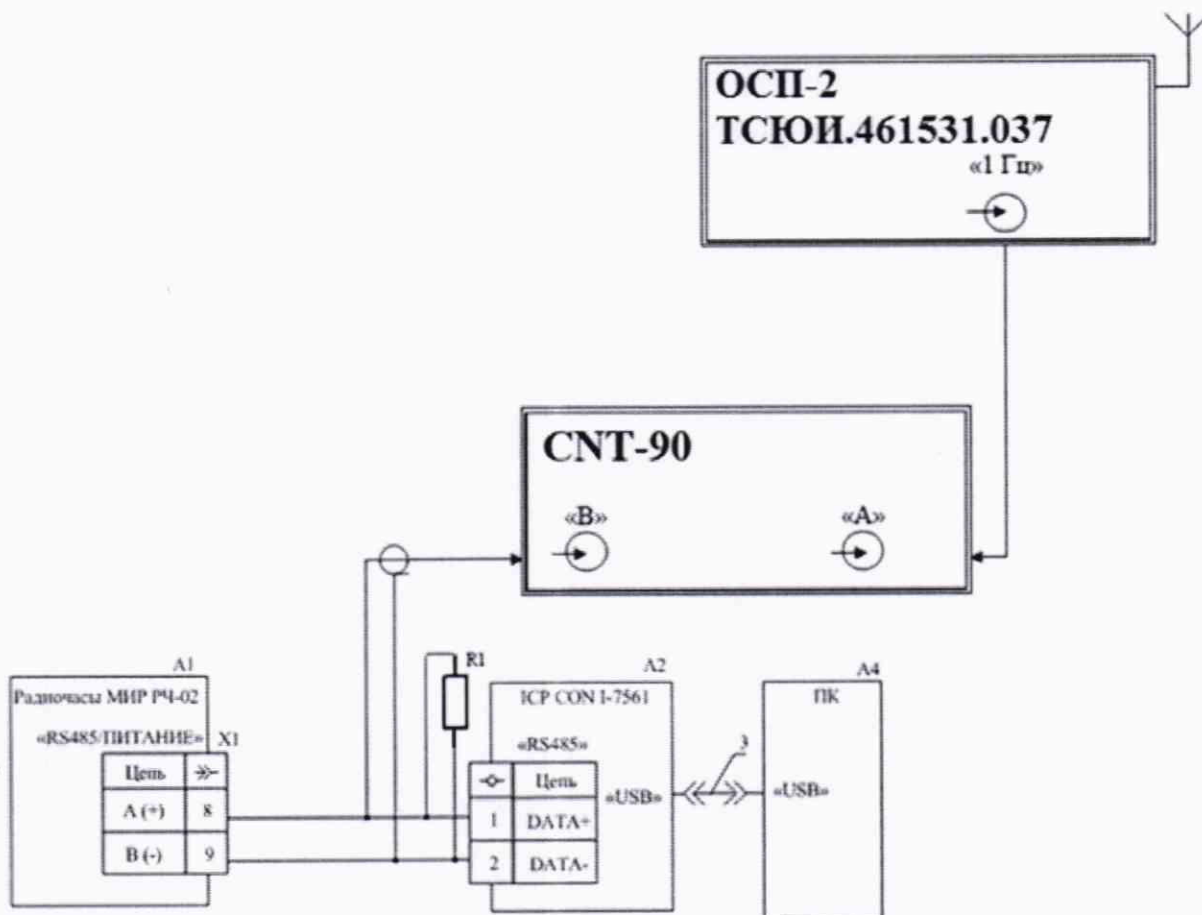 ОСП-2
ТСЮИ.461531.037
«1 Гц»
CNT-90
«B»
«A»
A1
Радиочасы МИР РЧ-02
«RS485/ПИТАНИЕ»
X1
Цепь
A (+)
8
B (-)
9
R1
A2
ICP CON I-7561
«RS485»
Цепь
1
DATA+
2
DATA-
«USB»
3
A4
ПК
«USB»